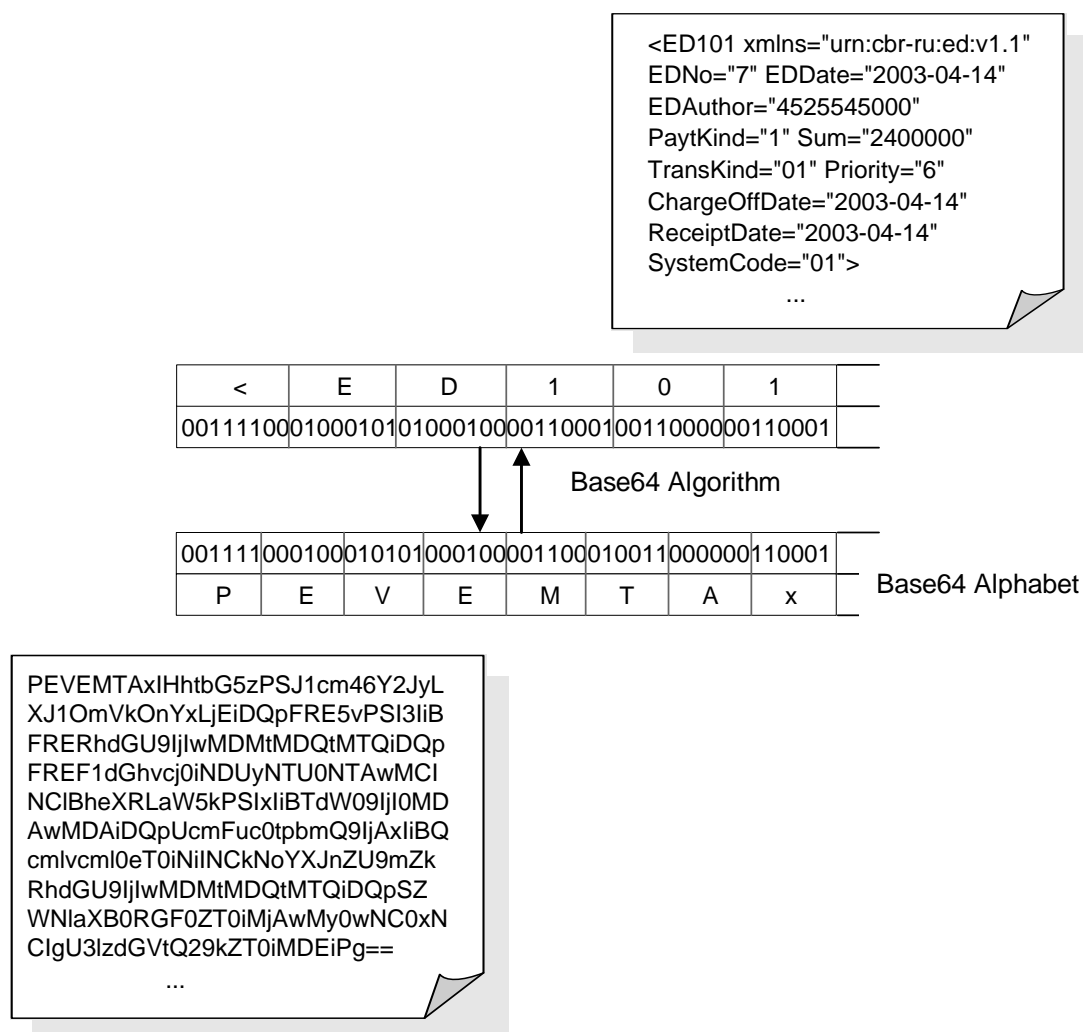 <ED101 xmlns="urn:cbr-ru:ed:v1.1"
EDNo="7" EDDate="2003-04-14"
EDAuthor="4525545000"
PaytKind="1" Sum="2400000"
TransKind="01" Priority="6"
ChargeOffDate="2003-04-14"
ReceiptDate="2003-04-14"
SystemCode="01">
...
< E D 1 0 1
001111000100010101000100001100010011000000110001
Base64 Algorithm
001111000100010101000100001100010011000000110001
P E V E M T A x
Base64 Alphabet
PEVEMTAxIHhtbG5zPSJ1cm46Y2JyL
XJ1OmVkOnYxLjEiDQpFRE5vPSI3IiB
FRERhdGU9IjIwMDMtMDQtMTQiDQp
FREF1dGhvcj0iNDUyNTU0NTAwMCI
NClBheXRLaW5kPSIxIiBTdW09IjI0MD
AwMDAiDQpUcmFuc0tpbmQ9IjAxIiBQ
cmlvcml0eT0iNiINCkNoYXJnZU9mZk
RhdGU9IjIwMDMtMDQtMTQiDQpSZ
WNlaXB0RGF0ZT0iMjAwMy0wNC0xN
CIgU3lzdGVtQ29kZT0iMDEiPg==
...